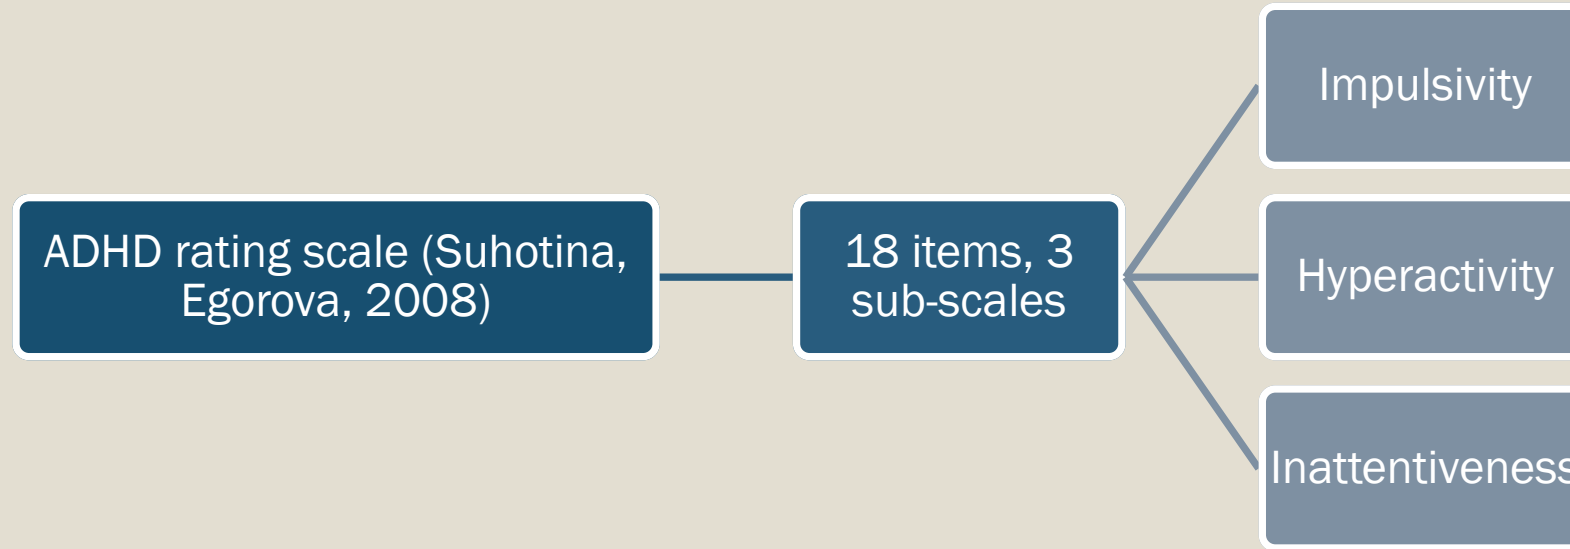 ADHD rating scale (Suhotina,
Egorova, 2008)
18 items, 3
sub-scales
Impulsivity
Hyperactivity
Inattentiveness